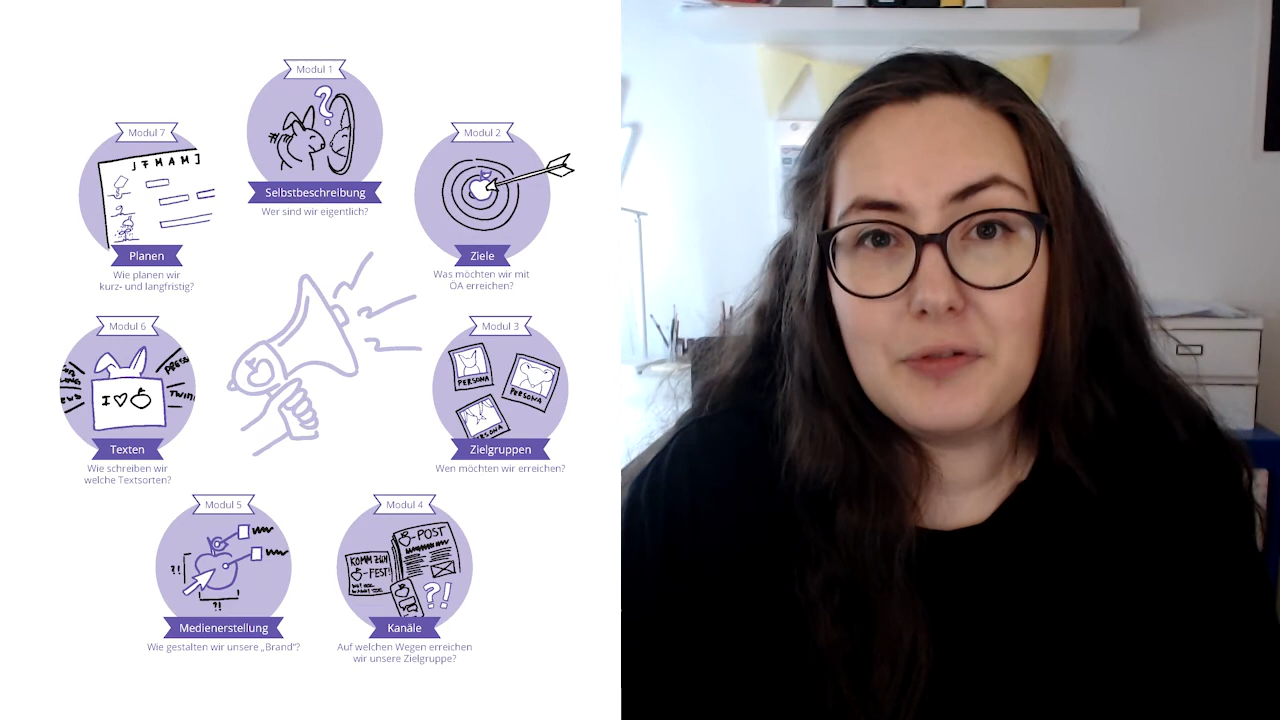 Modul 1
Selbstbeschreibung
Wer sind wir eigentlich?
Modul 2
Ziele
Was möchten wir mit
ÖA erreichen?
Modul 3
PERSONA
PERSONA
PERSONA
Zielgruppen
Wen möchten wir erreichen?
Modul 4
-POST
KOMM ZUM
-FEST!
?!
Kanäle
Auf welchen Wegen erreichen
wir unsere Zielgruppe?
Modul 5
?!
?!
Medienerstellung
Wie gestalten wir unsere „Brand“?
Modul 6
I
Texten
Wie schreiben wir
welche Textsorten?
Modul 7
J F M A M J
Planen
Wie planen wir
kurz- und langfristig?